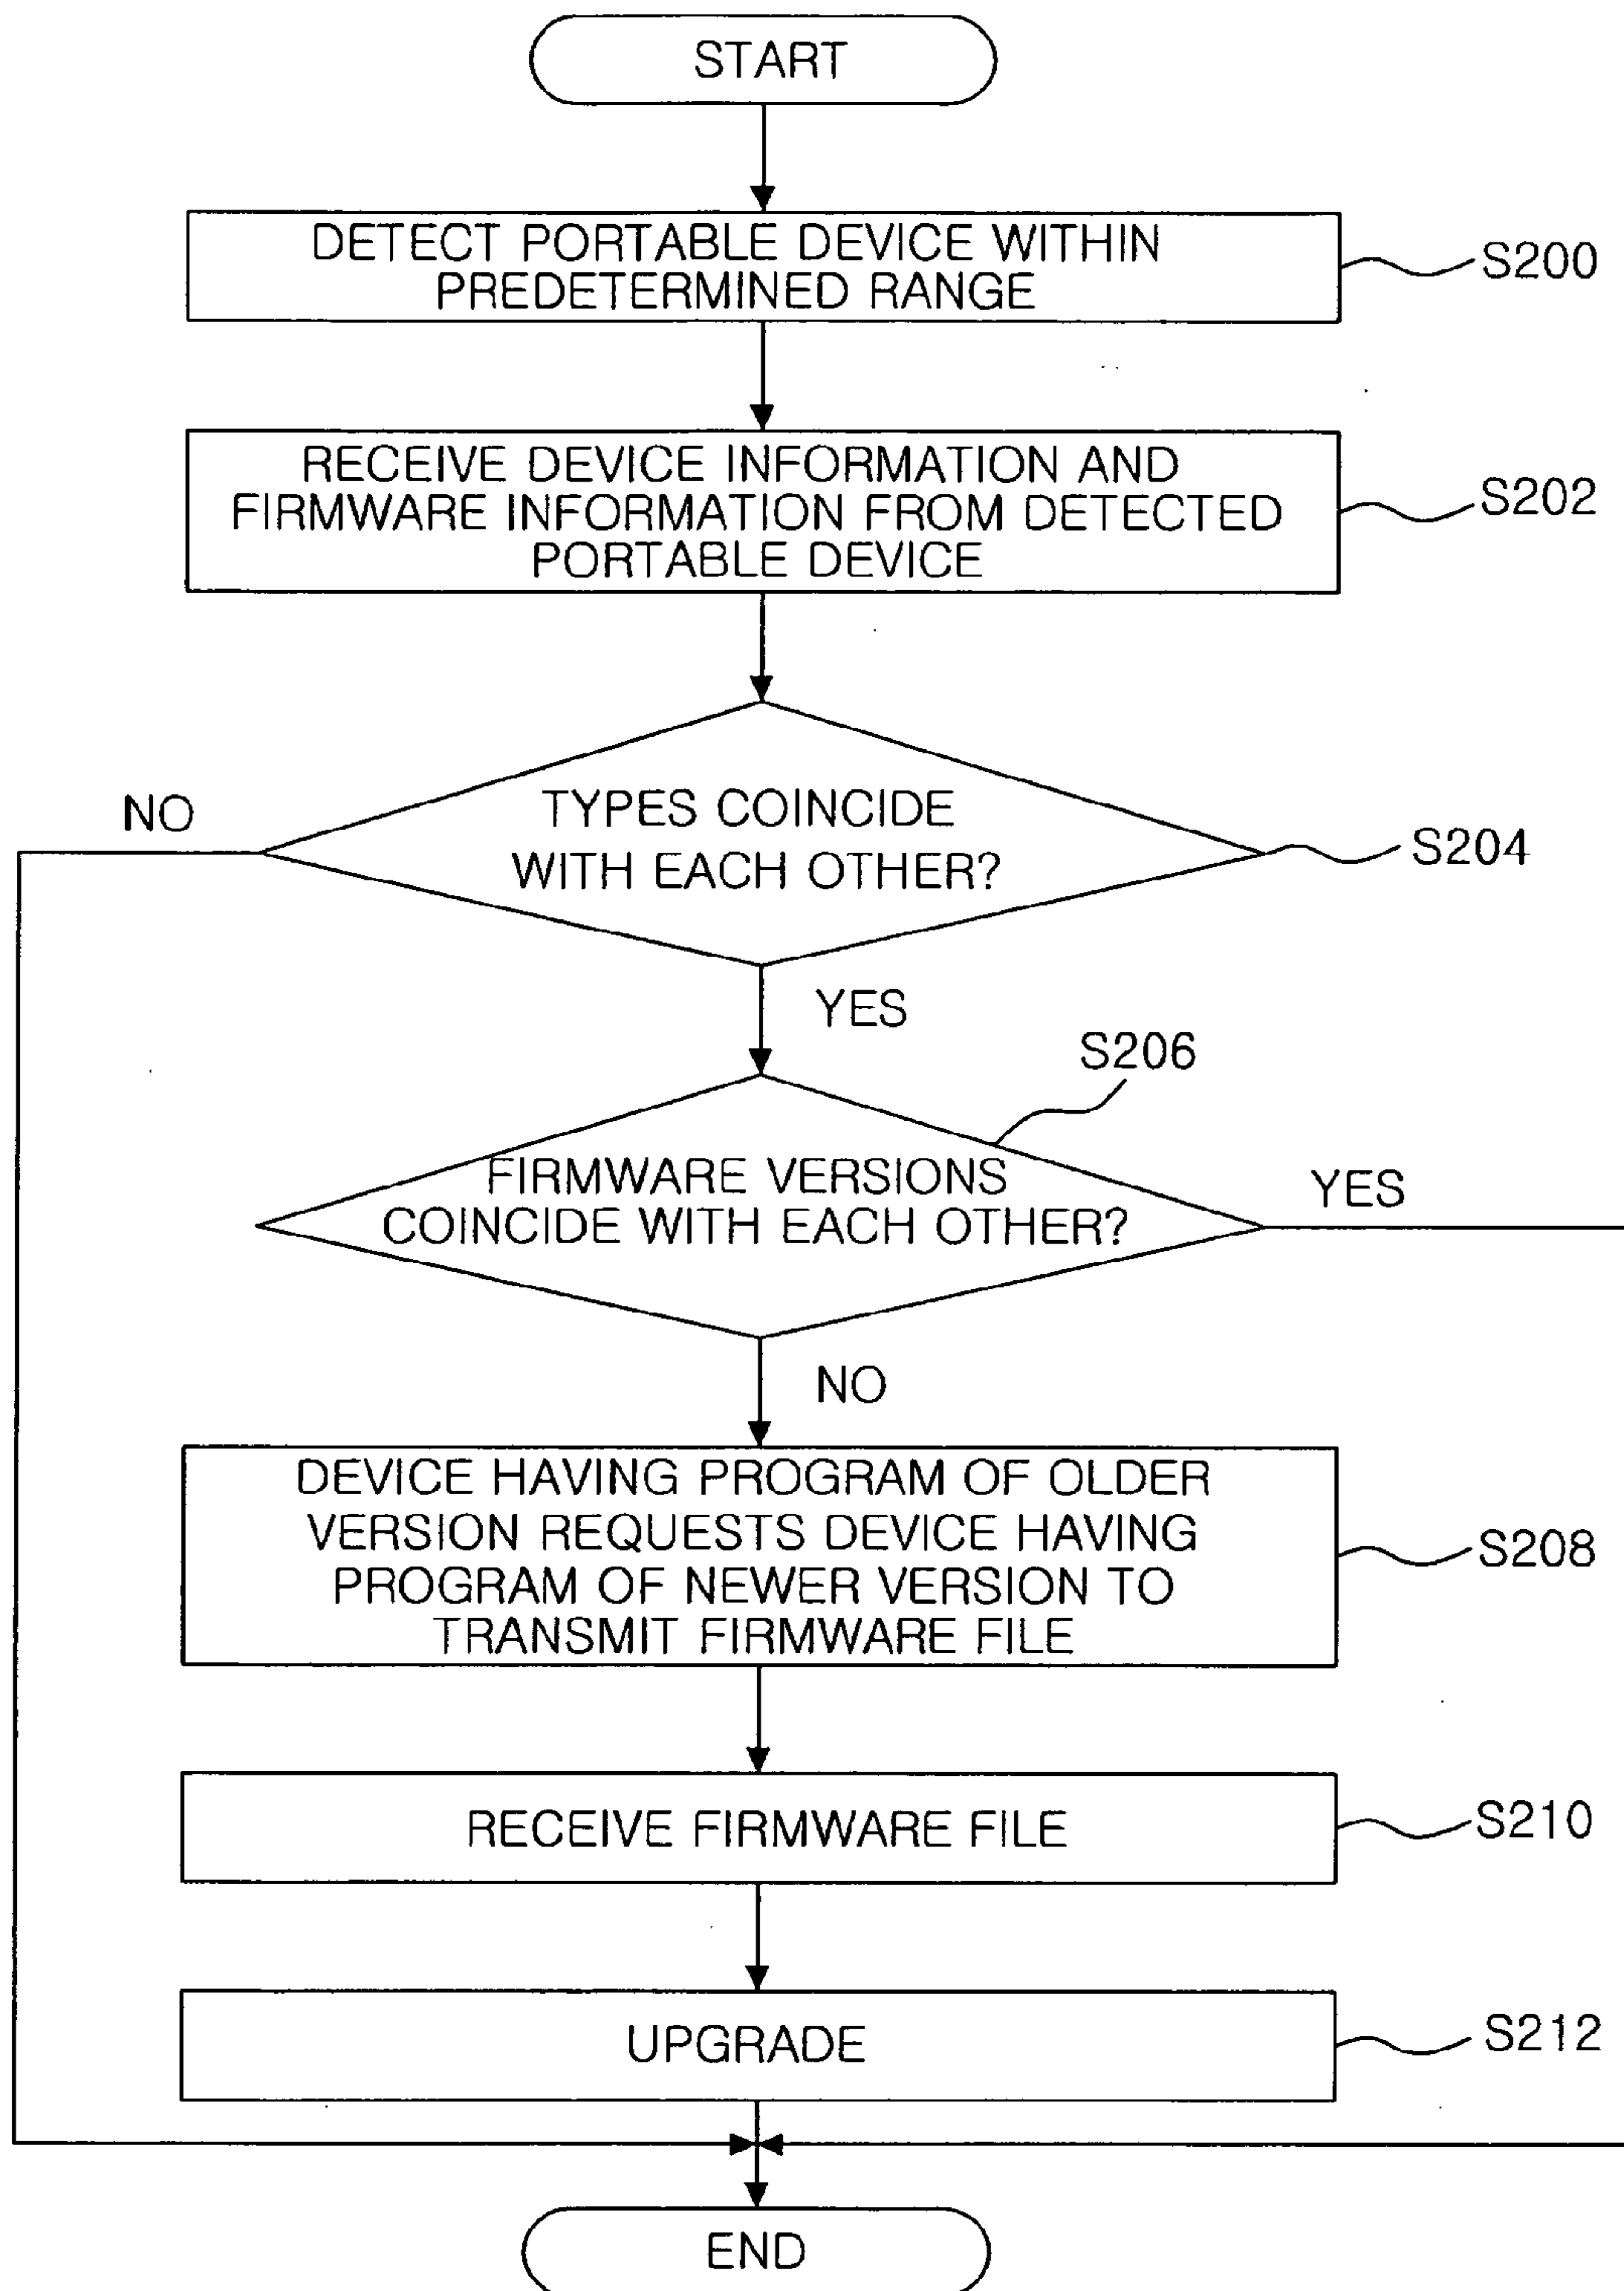 START
DETECT PORTABLE DEVICE WITHIN
PREDETERMINED RANGE
S200
RECEIVE DEVICE INFORMATION AND
FIRMWARE INFORMATION FROM DETECTED
PORTABLE DEVICE
S202
NO
TYPES COINCIDE
WITH EACH OTHER?
S204
YES
S206
FIRMWARE VERSIONS
COINCIDE WITH EACH OTHER?
YES
NO
DEVICE HAVING PROGRAM OF OLDER
VERSION REQUESTS DEVICE HAVING
PROGRAM OF NEWER VERSION TO
TRANSMIT FIRMWARE FILE
S208
RECEIVE FIRMWARE FILE
S210
UPGRADE
S212
END